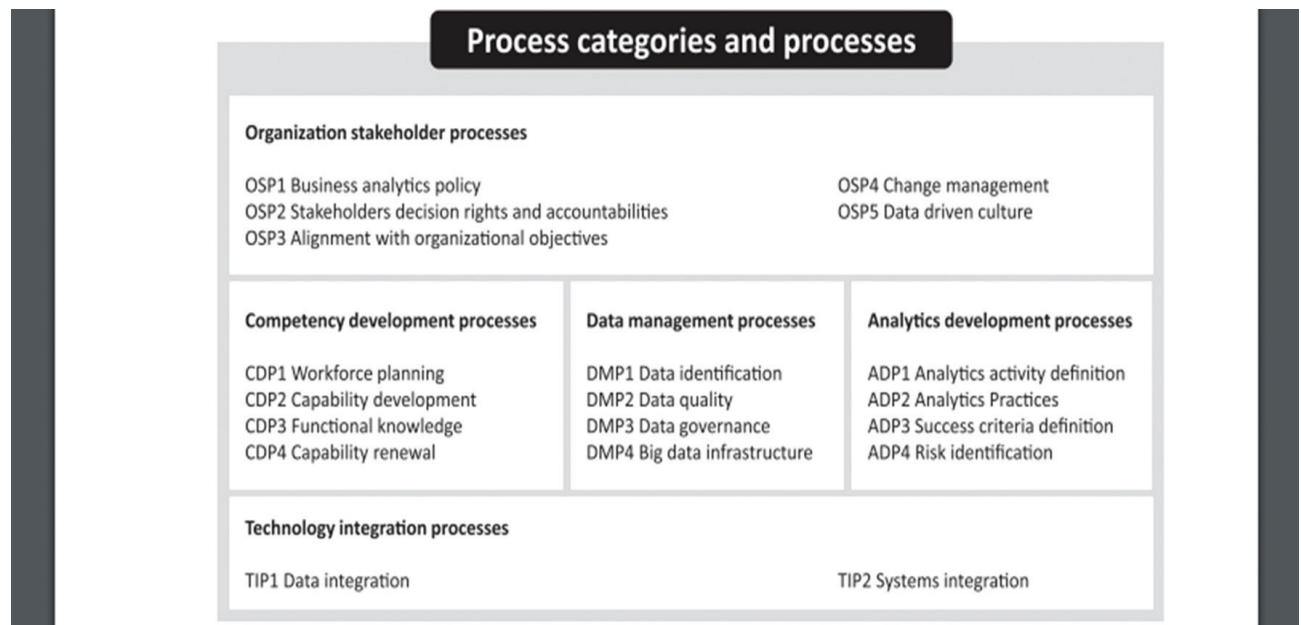 Process categories and processes
Organization stakeholder processes
OSP1 Business analytics policy
OSP2 Stakeholders decision rights and accountabilities
OSP3 Alignment with organizational objectives
OSP4 Change management
OSP5 Data driven culture
Competency development processes
CDP1 Workforce planning
CDP2 Capability development
CDP3 Functional knowledge
CDP4 Capability renewal
Data management processes
DMP1 Data identification
DMP2 Data quality
DMP3 Data governance
DMP4 Big data infrastructure
Analytics development processes
ADP1 Analytics activity definition
ADP2 Analytics Practices
ADP3 Success criteria definition
ADP4 Risk identification
Technology integration processes
TIP1 Data integration
TIP2 Systems integration